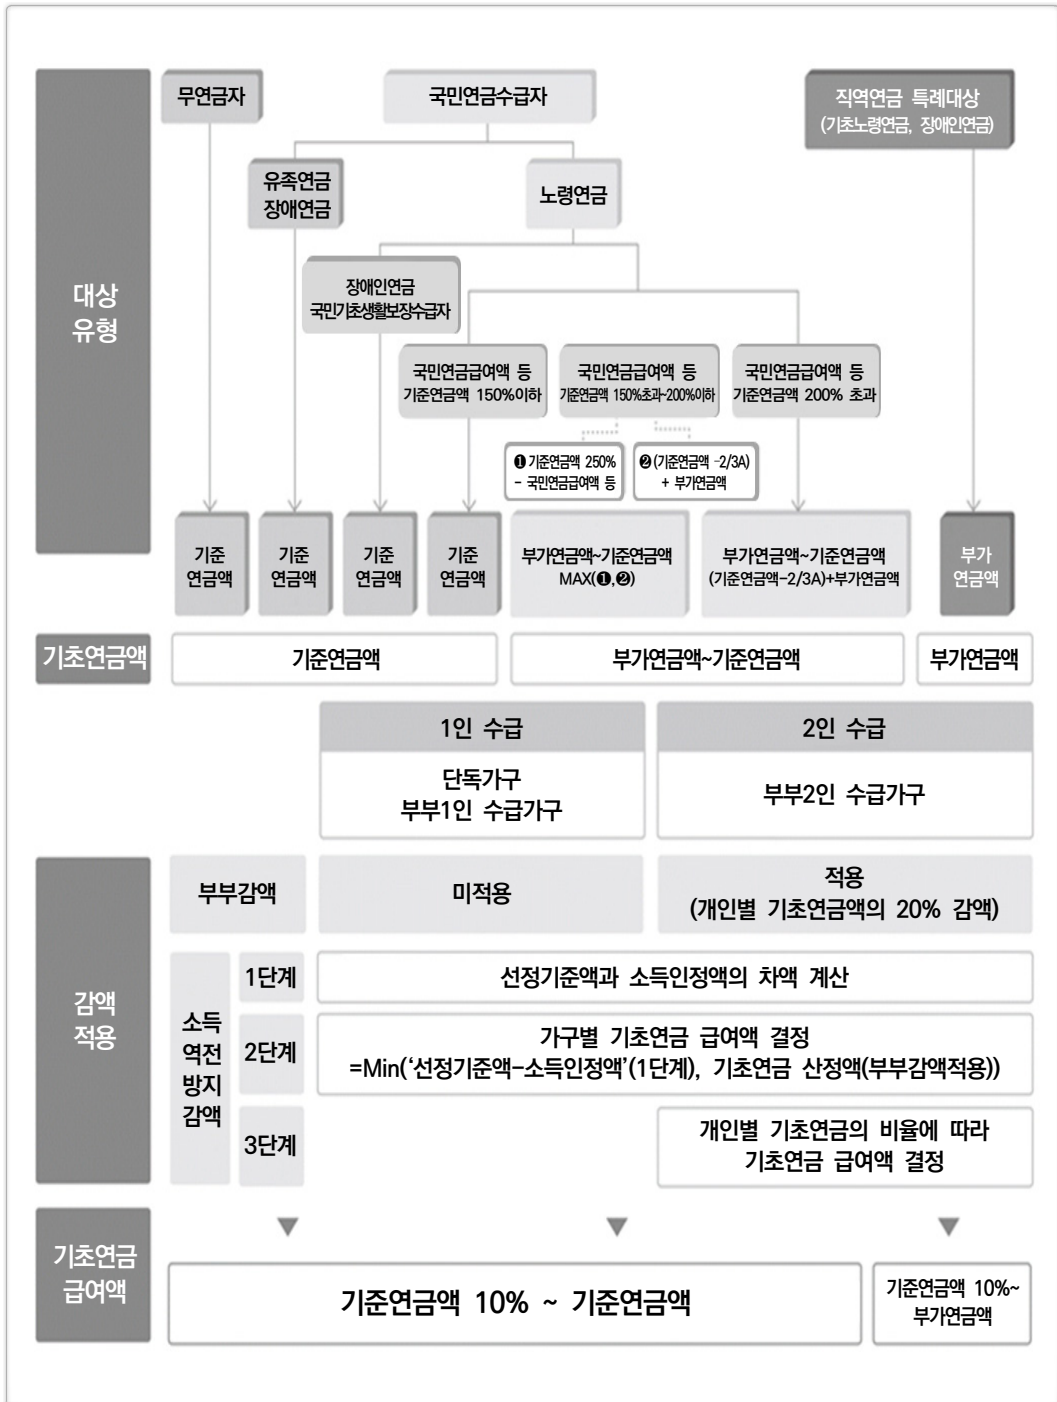 대상
유형
무연금자
국민연금수급자
직역연금 특례대상
(기초노령연금, 장애인연금)
유족연금
장애연금
노령연금
장애인연금
국민기초생활보장수급자
국민연금급여액 등
기준연금액 150%이하
국민연금급여액 등
기준연금액 150%초과~200%이하
국민연금급여액 등
기준연금액 200% 초과
❶ 기준연금액 250%
- 국민연금급여액 등
❷ (기준연금액 -2/3A)
+ 부가연금액
기준
연금액
기준
연금액
기준
연금액
기준
연금액
부가연금액~기준연금액
MAX(❶,❷)
부가연금액~기준연금액
(기준연금액-2/3A)+부가연금액
부가
연금액
기초연금액
기준연금액
부가연금액~기준연금액
부가연금액
1인 수급
2인 수급
단독가구
부부1인 수급가구
부부2인 수급가구
감액
적용
부부감액
미적용
적용
(개인별 기초연금액의 20% 감액)
소득
역전
방지
감액
1단계
선정기준액과 소득인정액의 차액 계산
2단계
가구별 기초연금 급여액 결정
=Min('선정기준액-소득인정액'(1단계), 기초연금 산정액(부부감액적용))
3단계
개인별 기초연금의 비율에 따라
기초연금 급여액 결정
기초연금
급여액
기준연금액 10% ~ 기준연금액
기준연금액 10%~
부가연금액